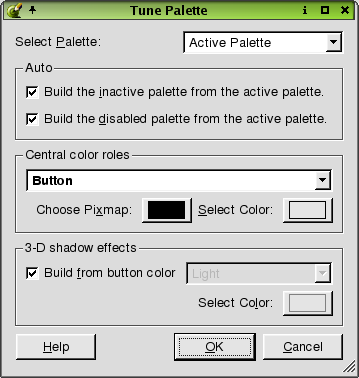 Tune Palette
Select Palette: Active Palette
Auto
Build the inactive palette from the active palette.
Build the disabled palette from the active palette.
Central color roles
Button
Choose Pixmap: Select Color:
3-D shadow effects
Build from button color Light
Select Color:
Help OK Cancel